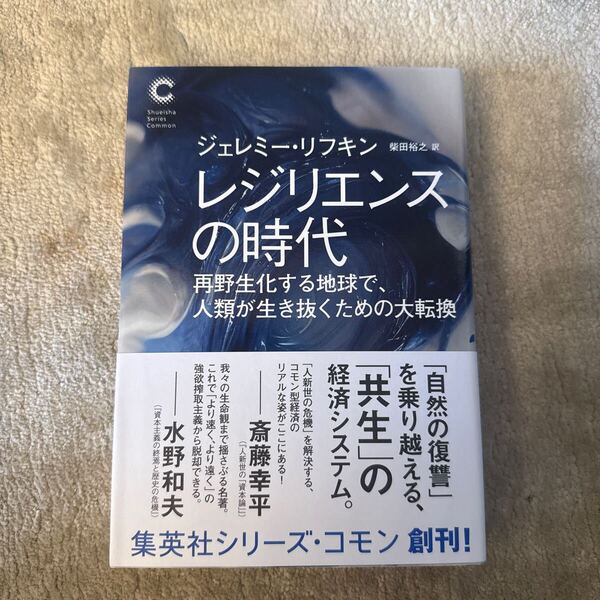 Shueisha
Series
Common
ジェレミー・リフキン 柴田裕之 訳
レジリエンス
の時代
再野生化する地球で、
人類が生き抜くための大転換
「自然の復讐」
を乗り越える、
「共生」の
経済システム。
「人新世の危機」を解決する、
コモン型経済の
リアルな姿がここにある!
——斎藤幸平
(『人新世の「資本論」』)
我々の生命観まで揺さぶる名著。
これで「より速く、より遠く」の
強欲搾取主義から脱却できる。
——水野和夫
(『資本主義の終焉と歴史の危機』)
集英社シリーズ・コモン 創刊!